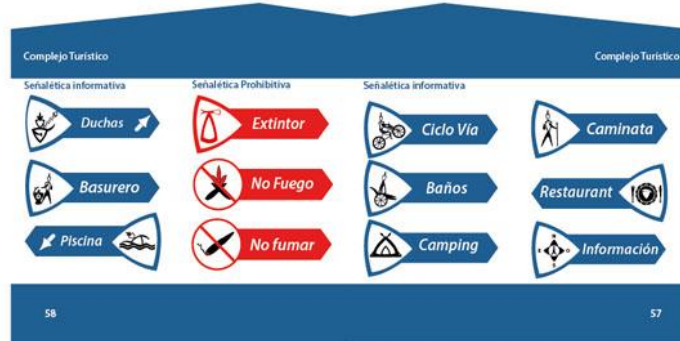 Complejo Turístico
Complejo Turístico
Señalética informativa
Señalética Prohibitiva
Señalética informativa
Duchas
Extintor
Ciclo Vía
Caminata
Basurero
No Fuego
Baños
Restaurant
Piscina
No fumar
Camping
Información
58
57